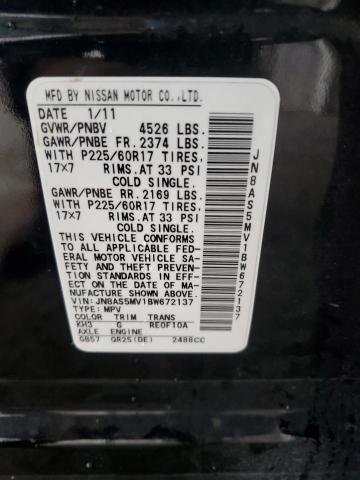 MFD BY NISSAN MOTOR CO.,LTD.
DATE 1/11
GVWR/PNBV 4526 LBS.
GAWR/PNBE FR. 2374 LBS.
WITH P225/60R17 TIRES,
17×7 RIMS.AT 33 PSI
COLD SINGLE.
GAWR/PNBE RR. 2169 LBS.
WITH P225/60R17 TIRES,
17×7 RIMS.AT 33 PSI
COLD SINGLE.
THIS VEHICLE CONFORMS
TO ALL APPLICABLE FED-
ERAL MOTOR VEHICLE SA-
FETY AND THEFT PREV-
ENTION STANDARDS IN EFF-
ECT ON THE DATE OF MA-
NUFACTURE SHOWN ABOVE.
VIN:JN8AS5MV1BW672137
TYPE: MPV
COLOR TRIM TRANS
KH3 G RE0F10A
AXLE ENGINE
0857 QR25(DE) 2488CC
JN8AS5MV1BW672137